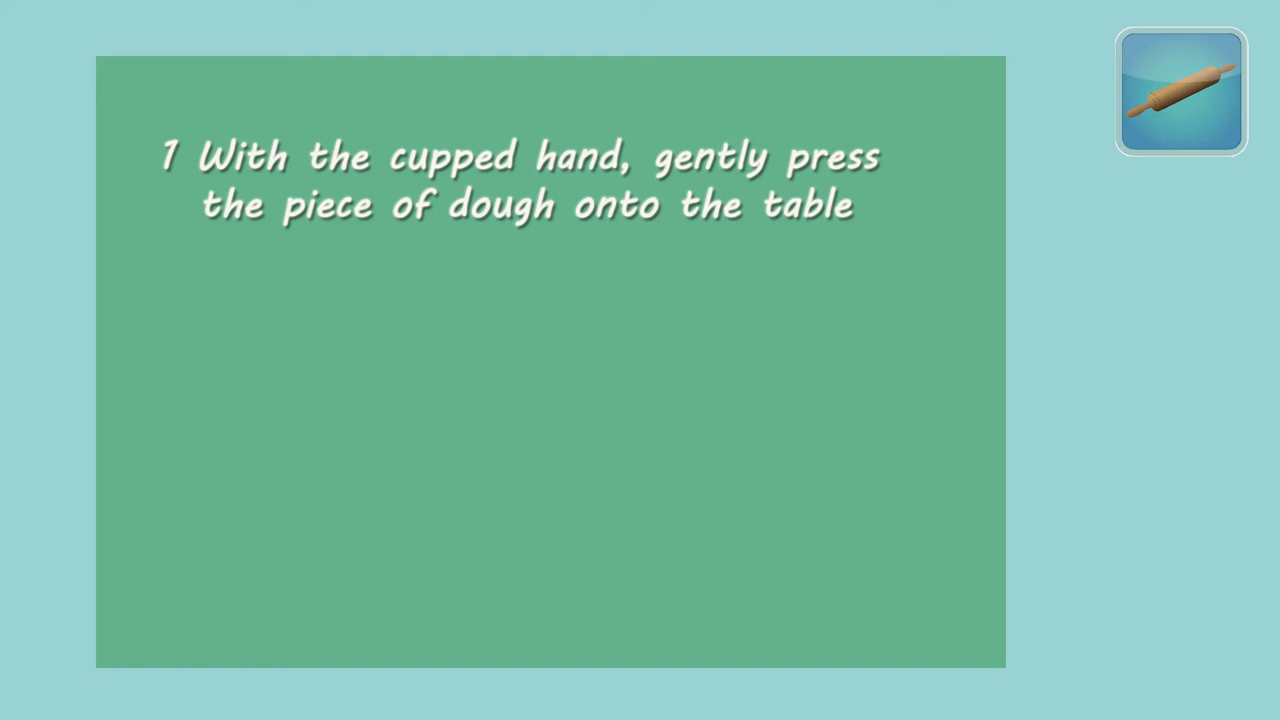 1 With the cupped hand, gently press
the piece of dough onto the table